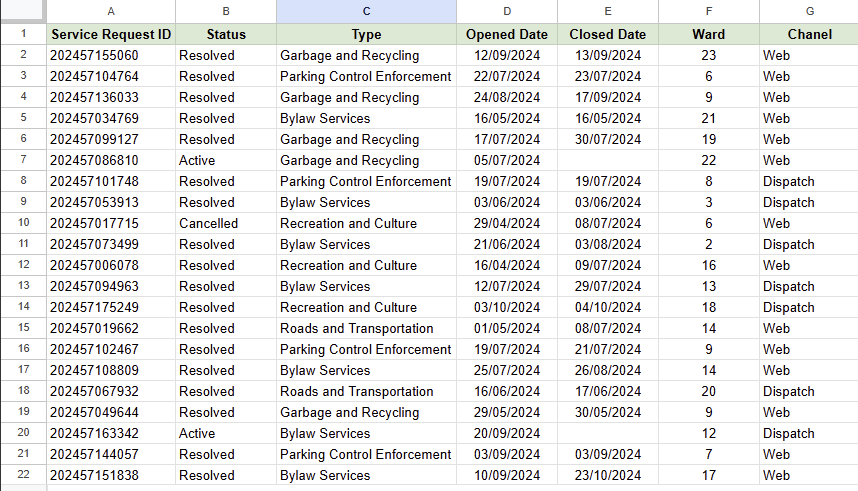 A B C D E F G
1 Service Request ID Status Type Opened Date Closed Date Ward Chanel
2 202457155060 Resolved Garbage and Recycling 12/09/2024 13/09/2024 23 Web
3 202457104764 Resolved Parking Control Enforcement 22/07/2024 23/07/2024 6 Web
4 202457136033 Resolved Garbage and Recycling 24/08/2024 17/09/2024 9 Web
5 202457034769 Resolved Bylaw Services 16/05/2024 16/05/2024 21 Web
6 202457099127 Resolved Garbage and Recycling 17/07/2024 30/07/2024 19 Web
7 202457086810 Active Garbage and Recycling 05/07/2024 22 Web
8 202457101748 Resolved Parking Control Enforcement 19/07/2024 19/07/2024 8 Dispatch
9 202457053913 Resolved Bylaw Services 03/06/2024 03/06/2024 3 Dispatch
10 202457017715 Cancelled Recreation and Culture 29/04/2024 08/07/2024 6 Web
11 202457073499 Resolved Bylaw Services 21/06/2024 03/08/2024 2 Dispatch
12 202457006078 Resolved Recreation and Culture 16/04/2024 09/07/2024 16 Web
13 202457094963 Resolved Bylaw Services 12/07/2024 29/07/2024 13 Dispatch
14 202457175249 Resolved Recreation and Culture 03/10/2024 04/10/2024 18 Dispatch
15 202457019662 Resolved Roads and Transportation 01/05/2024 08/07/2024 14 Web
16 202457102467 Resolved Parking Control Enforcement 19/07/2024 21/07/2024 9 Web
17 202457108809 Resolved Bylaw Services 25/07/2024 26/08/2024 14 Web
18 202457067932 Resolved Roads and Transportation 16/06/2024 17/06/2024 20 Dispatch
19 202457049644 Resolved Garbage and Recycling 29/05/2024 30/05/2024 9 Web
20 202457163342 Active Bylaw Services 20/09/2024 12 Dispatch
21 202457144057 Resolved Parking Control Enforcement 03/09/2024 03/09/2024 7 Web
22 202457151838 Resolved Bylaw Services 10/09/2024 23/10/2024 17 Web